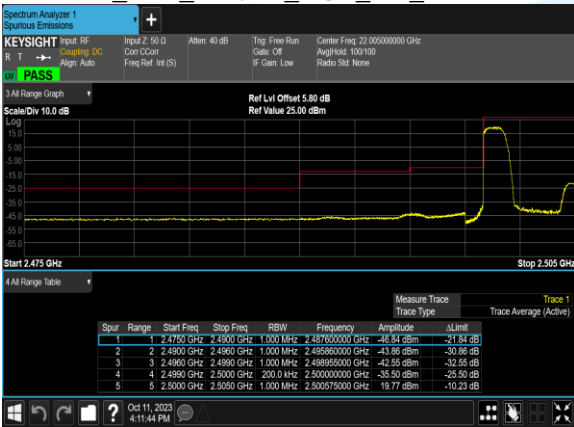 Spectrum Analyzer 1
Spurious Emissions
+
KEYSIGHT Input: RF Input Z: 50 Ω Atten: 40 dB Trig: Free Run Center Freq: 22.005000000 GHz
R T Coupling: DC Corr CCorr Gate: Off Avg|Hold: 100/100
Align: Auto Freq Ref: Int (S) IF Gain: Low Radio Std: None
PASS
3 All Range Graph
Ref Lvl Offset 5.80 dB
Scale/Div 10.0 dB Ref Value 25.00 dBm
Log
15.0
5.00
-5.00
-15.0
-25.0
-35.0
-45.0
-55.0
-65.0
Start 2.475 GHz Stop 2.505 GHz
4 All Range Table
Measure Trace Trace 1
Trace Type Trace Average (Active)
Spur Range Start Freq Stop Freq RBW Frequency Amplitude ΔLimit
1 1 2.4750 GHz 2.4900 GHz 1.000 MHz 2.487600000 GHz -46.84 dBm -21.84 dB
2 2 2.4900 GHz 2.4960 GHz 1.000 MHz 2.495860000 GHz -43.86 dBm -30.86 dB
3 3 2.4960 GHz 2.4990 GHz 1.000 MHz 2.498955000 GHz -42.55 dBm -32.55 dB
4 4 2.4990 GHz 2.5000 GHz 200.0 kHz 2.500000000 GHz -35.50 dBm -25.50 dB
5 5 2.5000 GHz 2.5050 GHz 1.000 MHz 2.500575000 GHz 19.77 dBm -10.23 dB
? Oct 11, 2023
4:11:44 PM